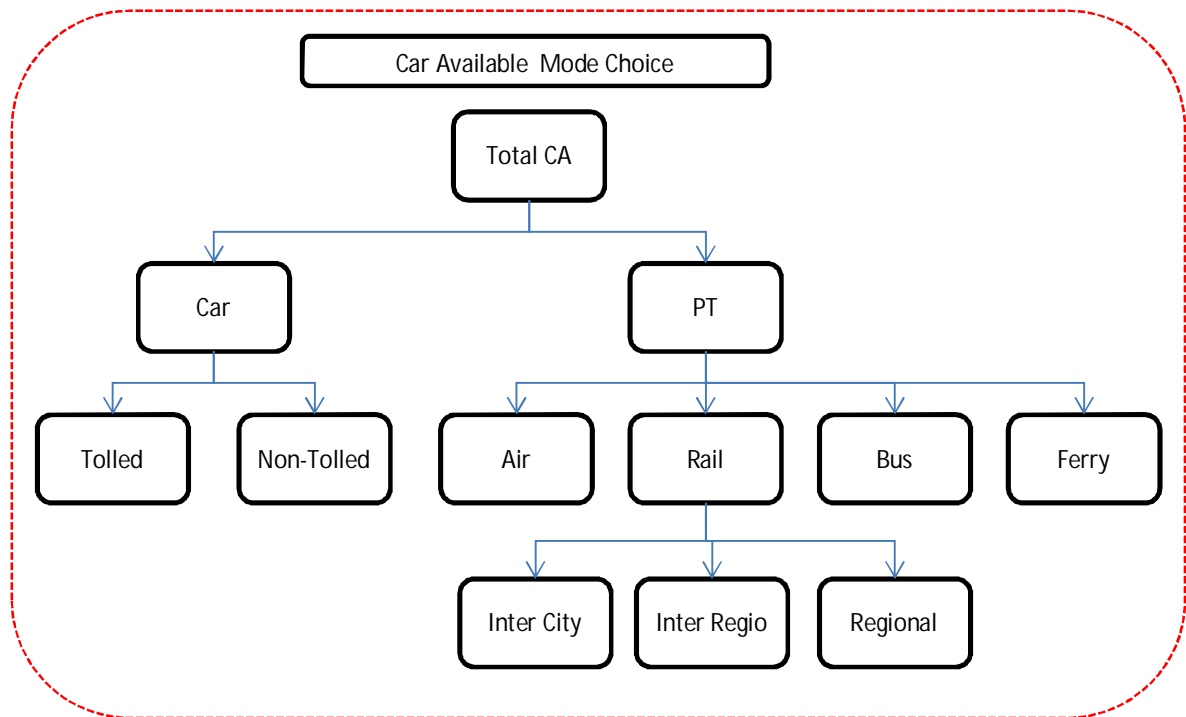 Car Available Mode Choice
Total CA
Car
PT
Tolled
Non-Tolled
Air
Rail
Bus
Ferry
Inter City
Inter Regio
Regional